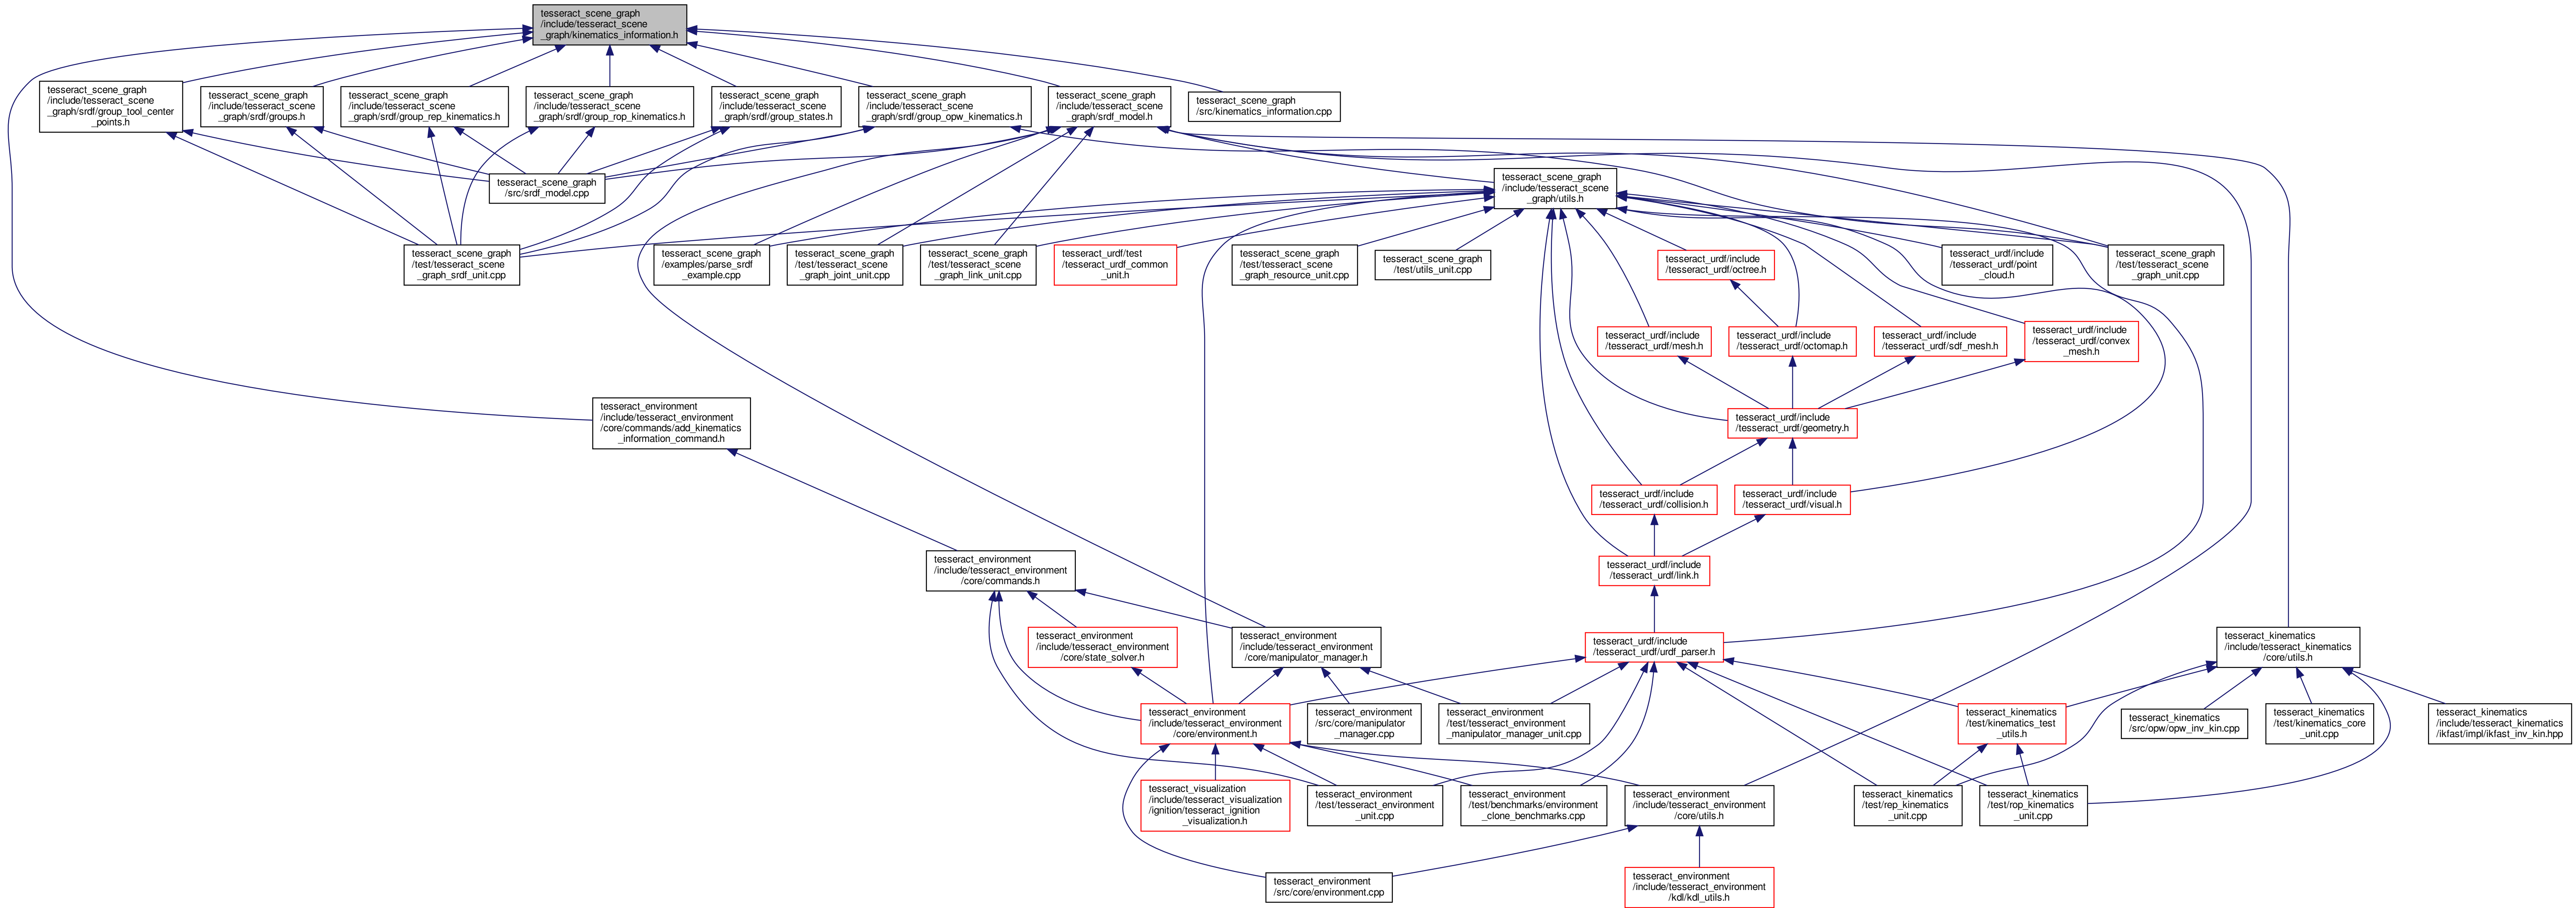 tesseract_scene_graph
/include/tesseract_scene
_graph/kinematics_information.h
tesseract_scene_graph
/include/tesseract_scene
_graph/srdf/group_tool_center
_points.h
tesseract_scene_graph
/include/tesseract_scene
_graph/srdf/groups.h
tesseract_scene_graph
/include/tesseract_scene
_graph/srdf/group_rep_kinematics.h
tesseract_scene_graph
/include/tesseract_scene
_graph/srdf/group_rop_kinematics.h
tesseract_scene_graph
/include/tesseract_scene
_graph/srdf/group_states.h
tesseract_scene_graph
/include/tesseract_scene
_graph/srdf/group_opw_kinematics.h
tesseract_scene_graph
/include/tesseract_scene
_graph/srdf_model.h
tesseract_scene_graph
/src/kinematics_information.cpp
tesseract_scene_graph
/src/srdf_model.cpp
tesseract_scene_graph
/include/tesseract_scene
_graph/utils.h
tesseract_scene_graph
/test/tesseract_scene
_graph_srdf_unit.cpp
tesseract_scene_graph
/examples/parse_srdf
_example.cpp
tesseract_scene_graph
/test/tesseract_scene
_graph_joint_unit.cpp
tesseract_scene_graph
/test/tesseract_scene
_graph_link_unit.cpp
tesseract_urdf/test
/tesseract_urdf_common
_unit.h
tesseract_scene_graph
/test/tesseract_scene
_graph_resource_unit.cpp
tesseract_scene_graph
/test/utils_unit.cpp
tesseract_urdf/include
/tesseract_urdf/octree.h
tesseract_urdf/include
/tesseract_urdf/point
_cloud.h
tesseract_scene_graph
/test/tesseract_scene
_graph_unit.cpp
tesseract_urdf/include
/tesseract_urdf/mesh.h
tesseract_urdf/include
/tesseract_urdf/octomap.h
tesseract_urdf/include
/tesseract_urdf/sdf_mesh.h
tesseract_urdf/include
/tesseract_urdf/convex
_mesh.h
tesseract_environment
/include/tesseract_environment
/core/commands/add_kinematics
_information_command.h
tesseract_urdf/include
/tesseract_urdf/geometry.h
tesseract_urdf/include
/tesseract_urdf/collision.h
tesseract_urdf/include
/tesseract_urdf/visual.h
tesseract_environment
/include/tesseract_environment
/core/commands.h
tesseract_urdf/include
/tesseract_urdf/link.h
tesseract_environment
/include/tesseract_environment
/core/state_solver.h
tesseract_environment
/include/tesseract_environment
/core/manipulator_manager.h
tesseract_urdf/include
/tesseract_urdf/urdf_parser.h
tesseract_kinematics
/include/tesseract_kinematics
/core/utils.h
tesseract_environment
/include/tesseract_environment
/core/environment.h
tesseract_environment
/src/core/manipulator
_manager.cpp
tesseract_environment
/test/tesseract_environment
_manipulator_manager_unit.cpp
tesseract_kinematics
/test/kinematics_test
_utils.h
tesseract_kinematics
/src/opw/opw_inv_kin.cpp
tesseract_kinematics
/test/kinematics_core
_unit.cpp
tesseract_kinematics
/include/tesseract_kinematics
/ikfast/impl/ikfast_inv_kin.hpp
tesseract_visualization
/include/tesseract_visualization
/ignition/tesseract_ignition
_visualization.h
tesseract_environment
/test/tesseract_environment
_unit.cpp
tesseract_environment
/test/benchmarks/environment
_clone_benchmarks.cpp
tesseract_environment
/include/tesseract_environment
/core/utils.h
tesseract_kinematics
/test/rep_kinematics
_unit.cpp
tesseract_kinematics
/test/rop_kinematics
_unit.cpp
tesseract_environment
/src/core/environment.cpp
tesseract_environment
/include/tesseract_environment
/kdl/kdl_utils.h